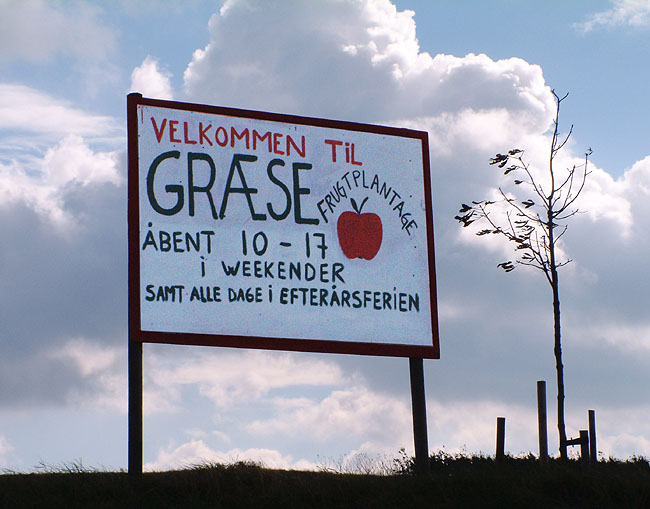 VELKOMMEN TiL
GRÆSE
FRUGTPLANTAGE
ÅBENT 10 - 17
i WEEKENDER
SAMT ALLE DAGE i EFTERÅRSFERIEN